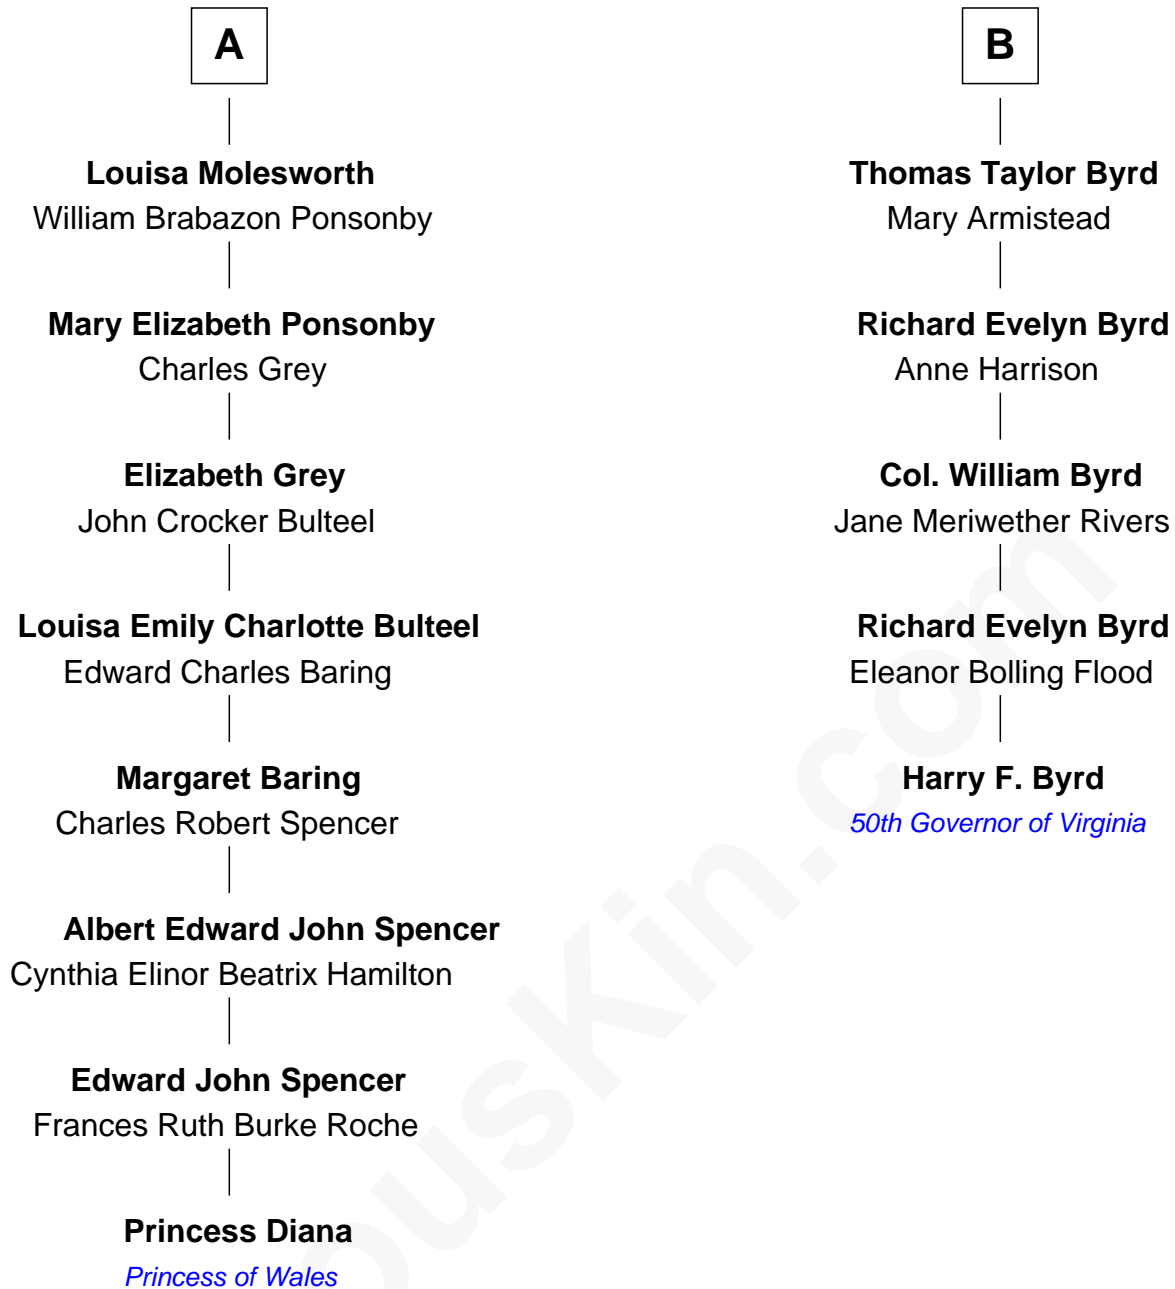 A
Louisa Molesworth
William Brabazon Ponsonby
Mary Elizabeth Ponsonby
Charles Grey
Elizabeth Grey
John Crocker Bulteel
Louisa Emily Charlotte Bulteel
Edward Charles Baring
Margaret Baring
Charles Robert Spencer
Albert Edward John Spencer
Cynthia Elinor Beatrix Hamilton
Edward John Spencer
Frances Ruth Burke Roche
Princess Diana
Princess of Wales
B
Thomas Taylor Byrd
Mary Armistead
Richard Evelyn Byrd
Anne Harrison
Col. William Byrd
Jane Meriwether Rivers
Richard Evelyn Byrd
Eleanor Bolling Flood
Harry F. Byrd
50th Governor of Virginia
ousKin.com